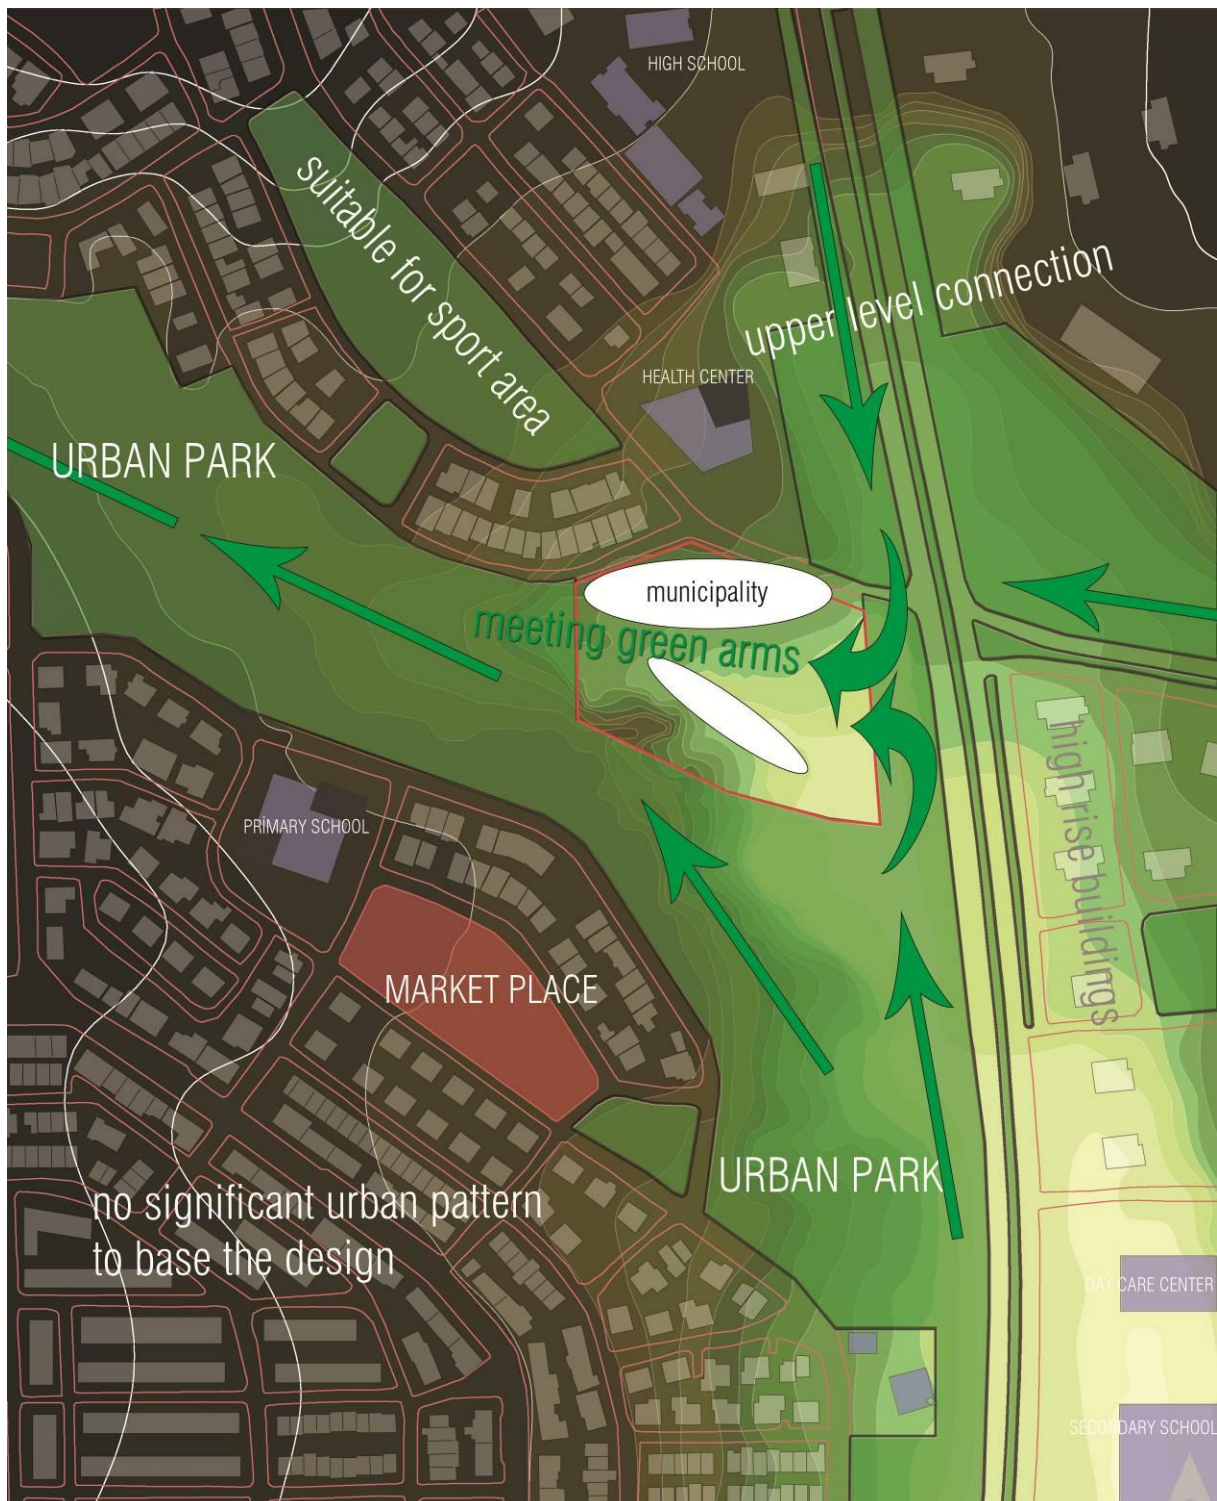 HIGH SCHOOL
suitable for sport area
upper level connection
HEALTH CENTER
URBAN PARK
municipality
meeting green arms
high rise buildings
PRİMARY SCHOOL
MARKET PLACE
URBAN PARK
no significant urban pattern
to base the design
DAY CARE CENTER
SECONDARY SCHOOL